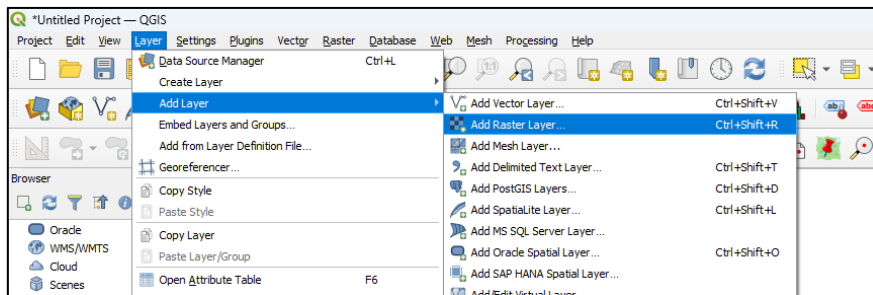 *Untitled Project — QGIS
Project Edit View Layer Settings Plugins Vector Raster Database Web Mesh Processing Help
Data Source Manager Ctrl+L
Create Layer
Add Layer
Embed Layers and Groups...
Add from Layer Definition File...
Georeferencer...
Copy Style
Paste Style
Copy Layer
Paste Layer/Group
Open Attribute Table F6
Add Vector Layer... Ctrl+Shift+V
Add Raster Layer... Ctrl+Shift+R
Add Mesh Layer...
Add Delimited Text Layer... Ctrl+Shift+T
Add PostGIS Layers... Ctrl+Shift+D
Add SpatiaLite Layer... Ctrl+Shift+L
Add MS SQL Server Layer...
Add Oracle Spatial Layer... Ctrl+Shift+O
Add SAP HANA Spatial Layer...
Add/Edit Virtual Layer...
Browser
Oracle
WMS/WMTS
Cloud
Scenes